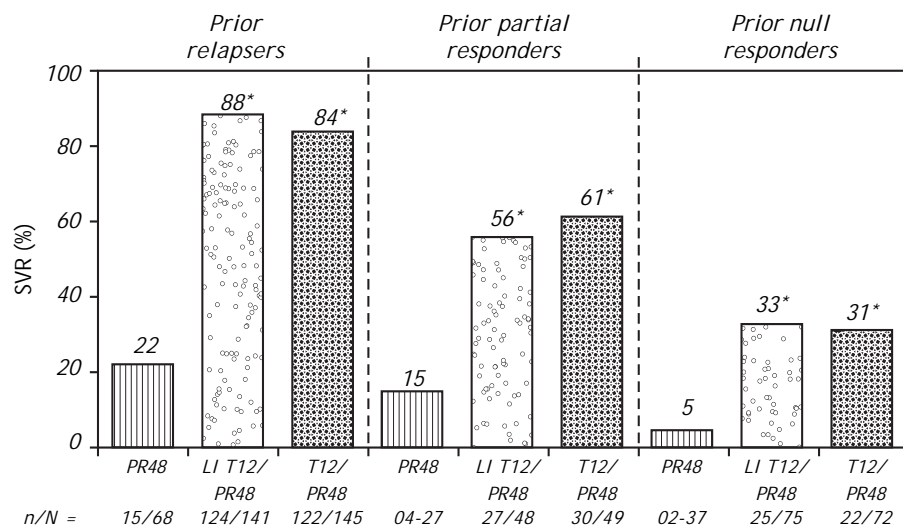 Prior relapsers
Prior partial responders
Prior null responders
SVR (%)
100
80
60
40
20
0
22
88*
84*
15
56*
61*
5
33*
31*
PR48
LI T12/PR48
T12/PR48
PR48
LI T12/PR48
T12/PR48
PR48
LI T12/PR48
T12/PR48
n/N = 15/68 124/141 122/145 04-27 27/48 30/49 02-37 25/75 22/72